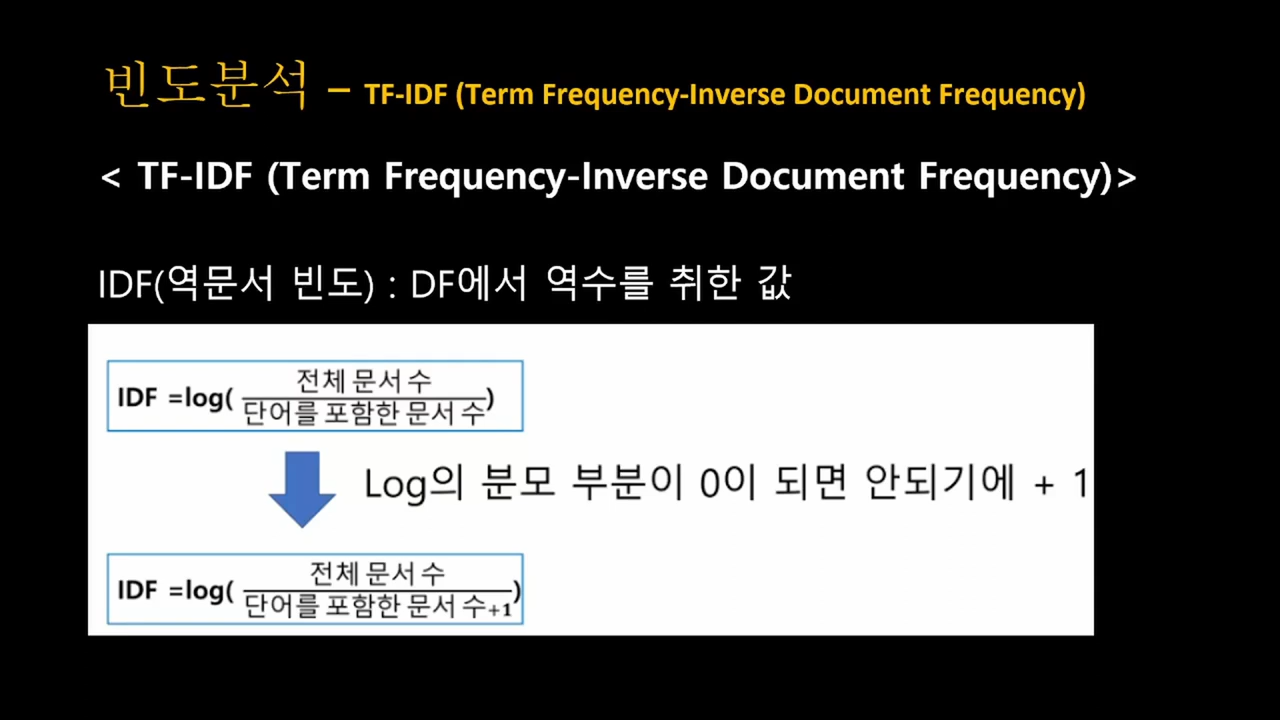 빈도분석 – TF-IDF (Term Frequency-Inverse Document Frequency)
< TF-IDF (Term Frequency-Inverse Document Frequency)>
IDF(역문서 빈도) : DF에서 역수를 취한 값
IDF =log( 전체 문서 수
단어를 포함한 문서 수)
Log의 분모 부분이 0이 되면 안되기에 + 1
IDF =log( 전체 문서 수
단어를 포함한 문서 수+1)